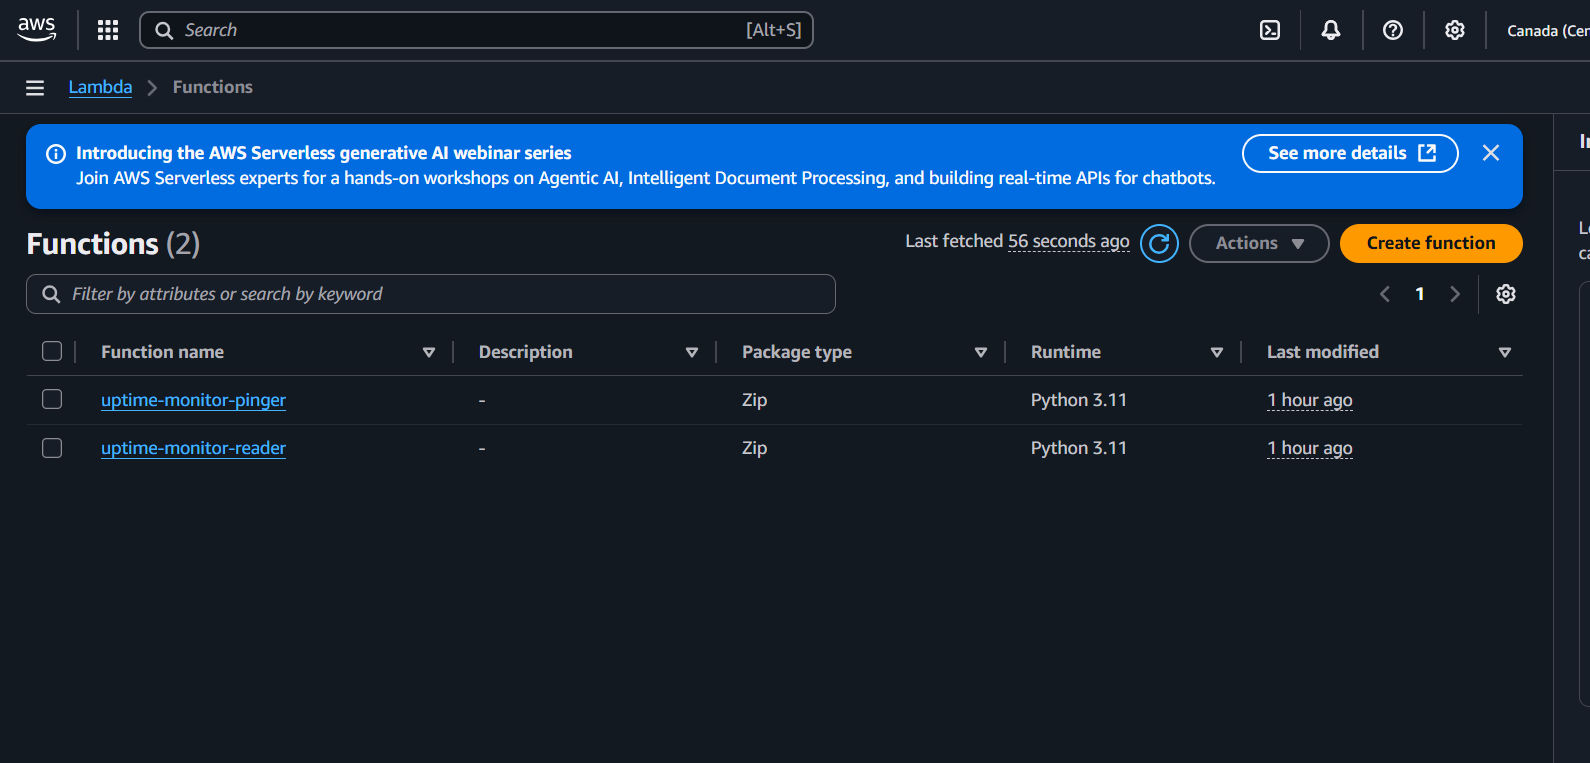 aws
Search [Alt+S]
Canada (Cer
Lambda > Functions
Introducing the AWS Serverless generative AI webinar series
Join AWS Serverless experts for a hands-on workshops on Agentic AI, Intelligent Document Processing, and building real-time APIs for chatbots.
See more details
Functions (2)
Last fetched 56 seconds ago
Actions
Create function
Filter by attributes or search by keyword
1
Function name Description Package type Runtime Last modified
uptime-monitor-pinger - Zip Python 3.11 1 hour ago
uptime-monitor-reader - Zip Python 3.11 1 hour ago